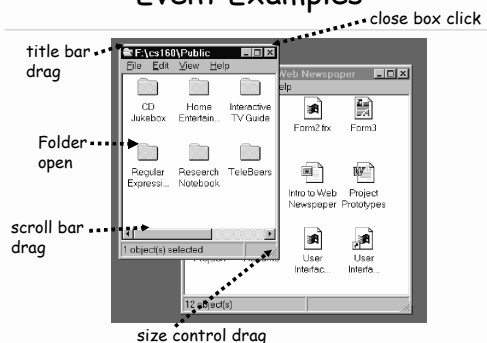 Event Examples
close box click
title bar
drag
F:\cs160\Public
File Edit View Help
CD
Jukebox
Home
Entertain...
Interactive
TV Guide
Folder
open
Regular
Expressi...
Research
Notebook
TeleBears
scroll bar
drag
1 object(s) selected
Web Newspaper
elp
Form2.frx
Form3
Intro to Web
Newspaper
Project
Prototypes
User
Interfac...
User
Interfa...
12 object(s)
size control drag